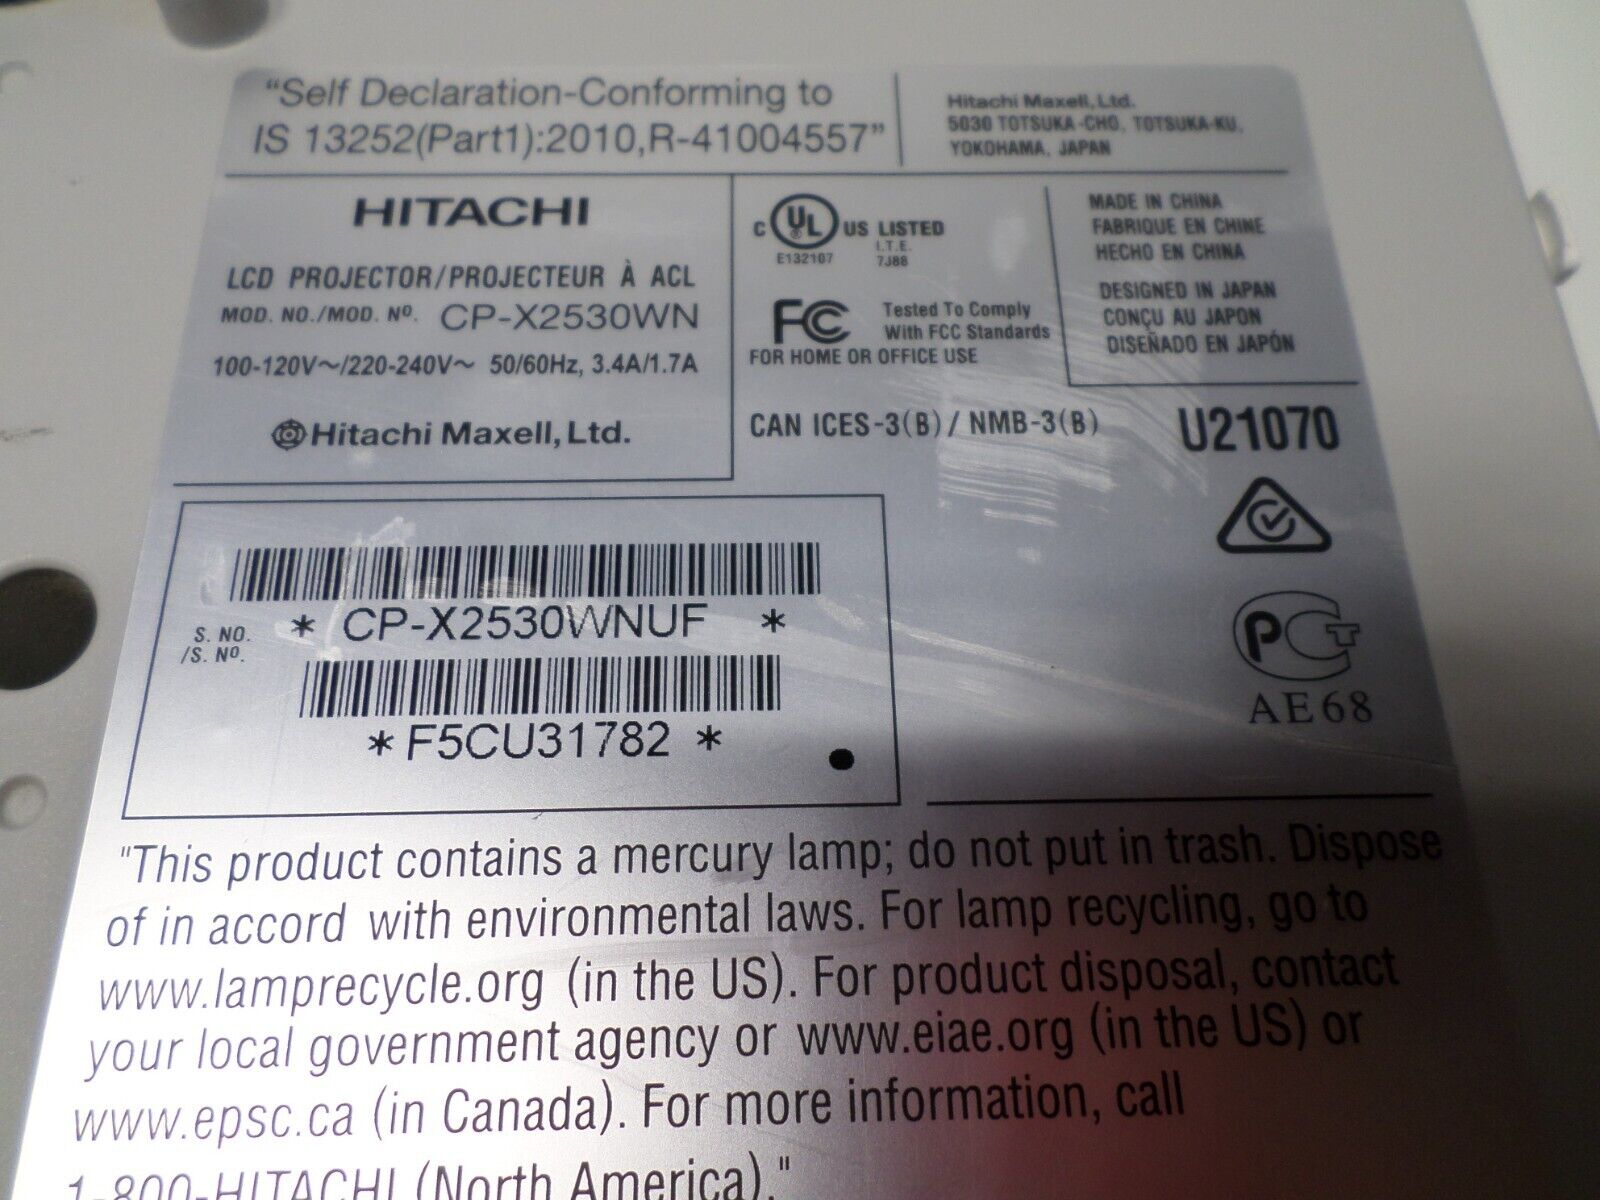 "Self Declaration-Conforming to
IS 13252(Part1):2010,R-41004557"
Hitachi Maxell, Ltd.
5030 TOTSUKA-CHO, TOTSUKA-KU,
YOKOHAMA, JAPAN
HITACHI
LCD PROJECTOR/PROJECTEUR À ACL
MOD. NO./MOD. Nº. CP-X2530WN
100-120V~/220-240V~ 50/60Hz, 3.4A/1.7A
Hitachi Maxell, Ltd.
C UL ® US LISTED
I.T.E.
E132107 7J88
FC Tested To Comply
With FCC Standards
FOR HOME OR OFFICE USE
MADE IN CHINA
FABRIQUE EN CHINE
HECHO EN CHINA
DESIGNED IN JAPAN
CONÇU AU JAPON
DISEÑADO EN JAPÓN
CAN ICES-3(B) / NMB-3(B)
U21070
PCT
AE68
* CP-X2530WNUF *
S. NO.
/S. Nº.
*F5CU31782 *
"This product contains a mercury lamp; do not put in trash. Dispose
of in accord with environmental laws. For lamp recycling, go to
www.lamprecycle.org (in the US). For product disposal, contact
your local government agency or www.eiae.org (in the US) or
www.epsc.ca (in Canada). For more information, call
1-800-HITACHI (North America)."